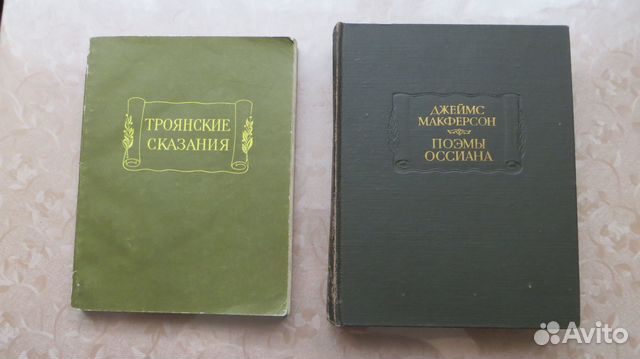 ТРОЯНСКИЕ
СКАЗАНИЯ
ДЖЕЙМС
МАКФЕРСОН
ПОЭМЫ
ОССИАНА
Avito